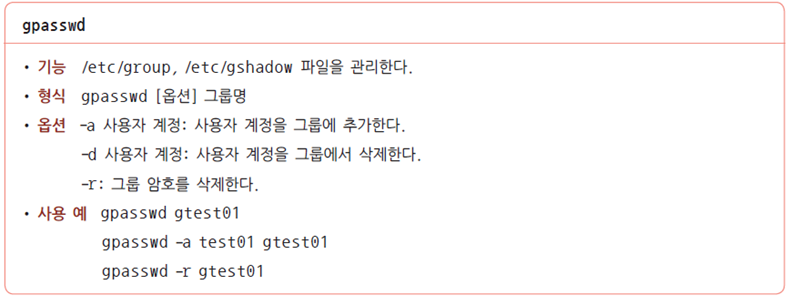 gpasswd
• 기능 /etc/group, /etc/gshadow 파일을 관리한다.
• 형식 gpasswd [옵션] 그룹명
• 옵션 -a 사용자 계정: 사용자 계정을 그룹에 추가한다.
-d 사용자 계정: 사용자 계정을 그룹에서 삭제한다.
-r: 그룹 암호를 삭제한다.
• 사용 예 gpasswd gtest01
gpasswd -a test01 gtest01
gpasswd -r gtest01